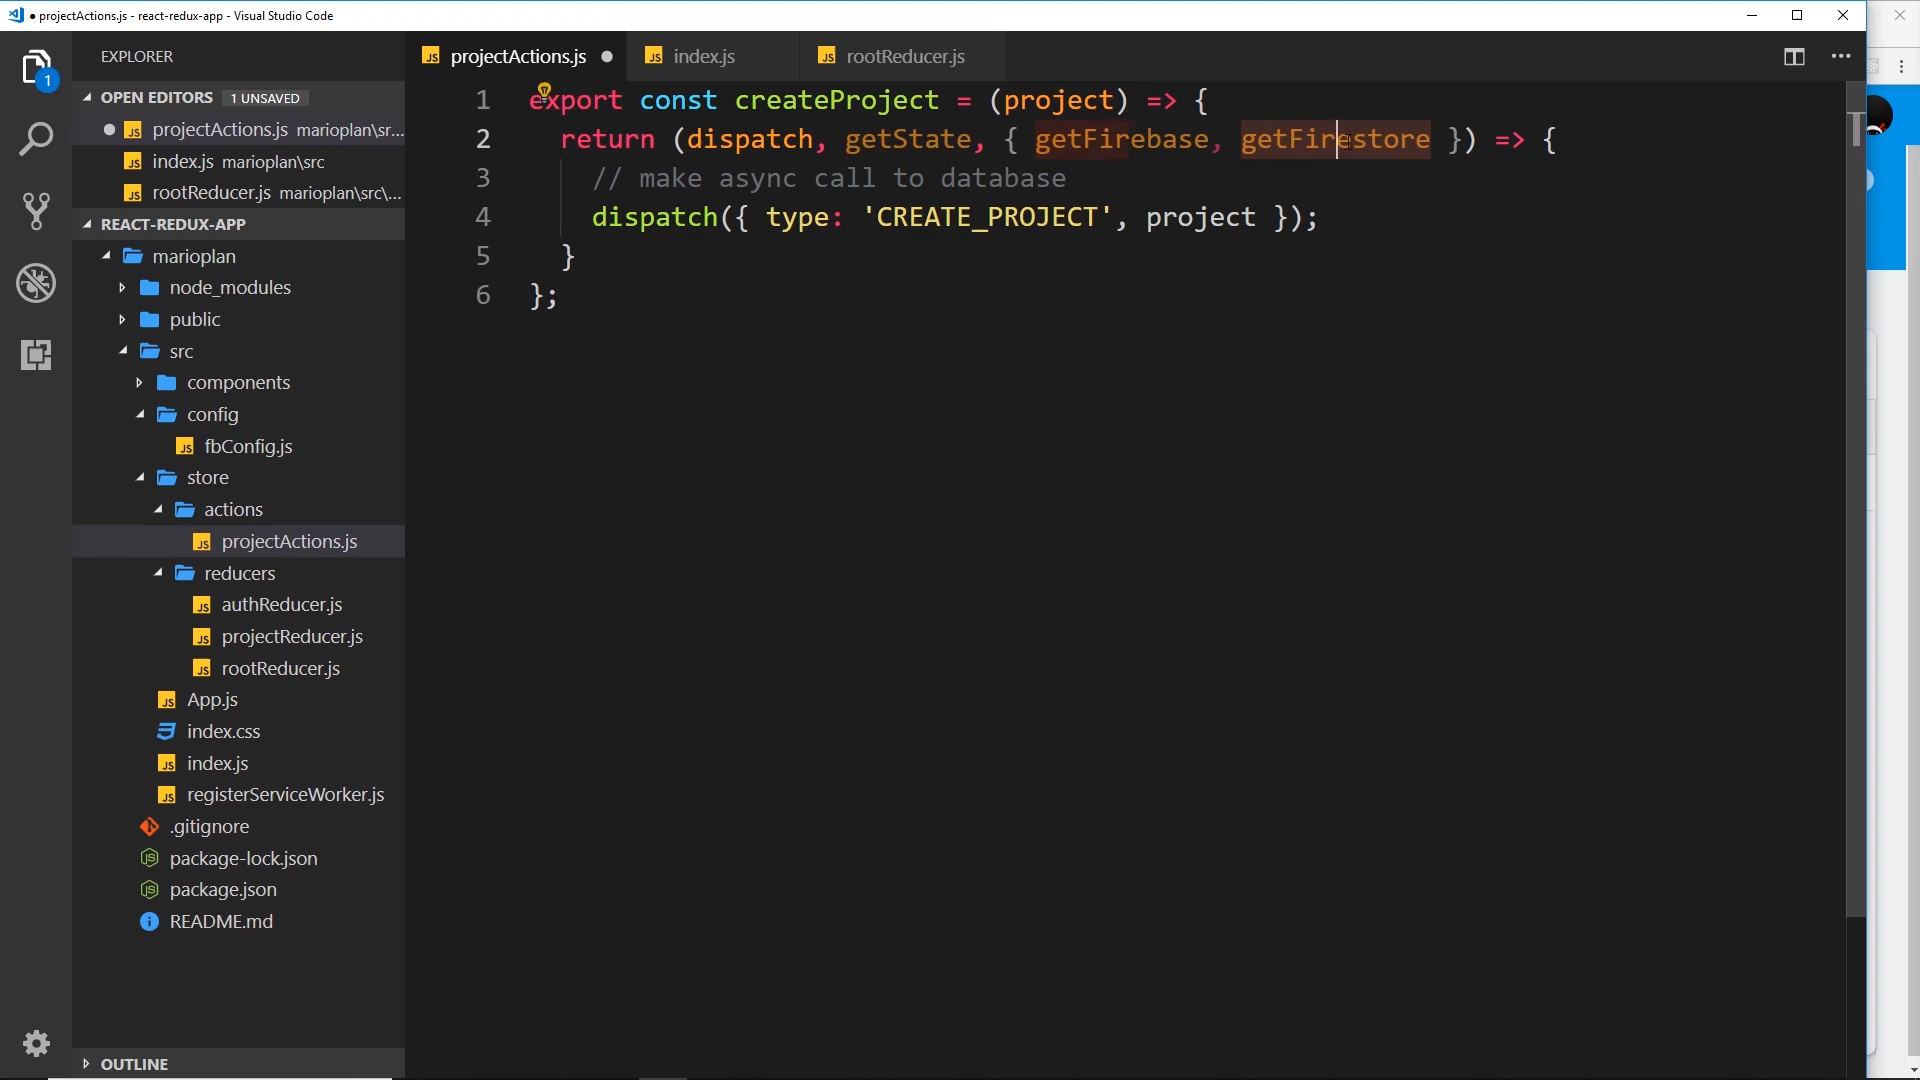 ● projectActions.js - react-redux-app - Visual Studio Code
EXPLORER
1
OPEN EDITORS 1 UNSAVED
projectActions.js marioplan\sr...
index.js marioplan\src
rootReducer.js marioplan\src\...
REACT-REDUX-APP
marioplan
node_modules
public
src
components
config
fbConfig.js
store
actions
projectActions.js
reducers
authReducer.js
projectReducer.js
rootReducer.js
App.js
index.css
index.js
registerServiceWorker.js
.gitignore
package-lock.json
package.json
README.md
OUTLINE
projectActions.js index.js rootReducer.js
1 export const createProject = (project) => {
2 return (dispatch, getState, { getFirebase, getFirestore }) => {
3 // make async call to database
4 dispatch({ type: 'CREATE_PROJECT', project });
5 }
6 };